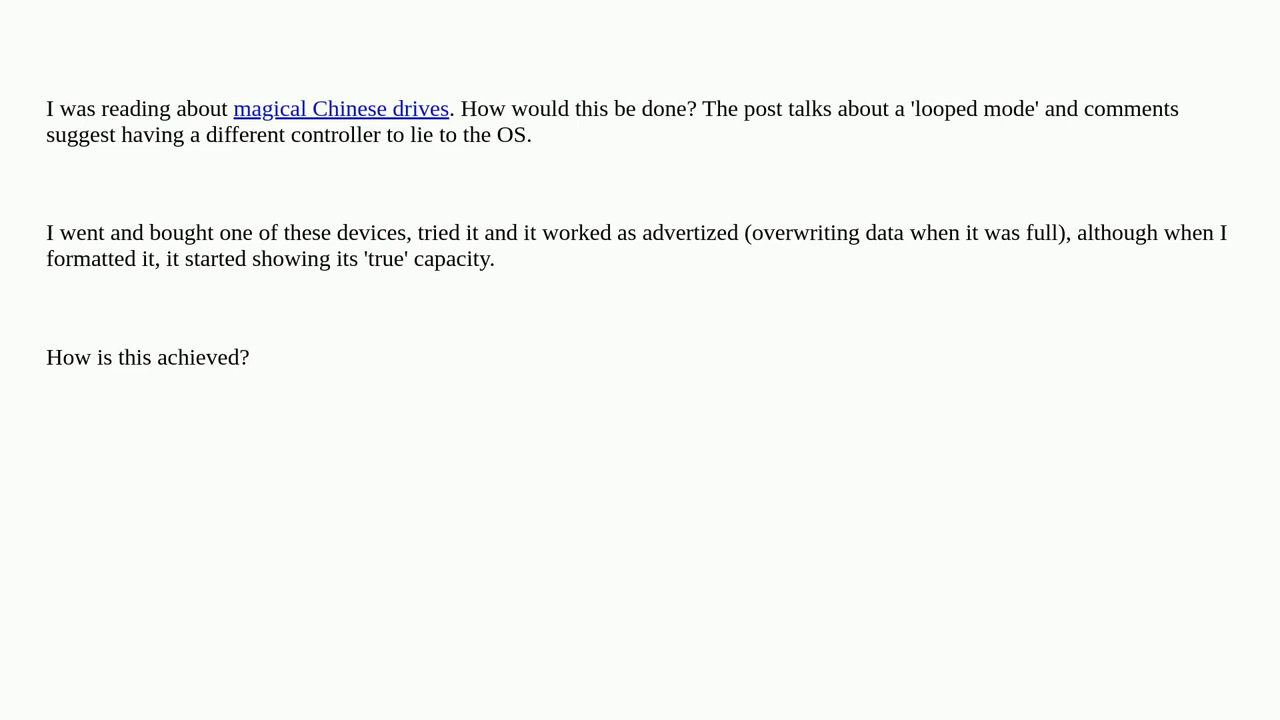 I was reading about magical Chinese drives. How would this be done? The post talks about a 'looped mode' and comments
suggest having a different controller to lie to the OS.
I went and bought one of these devices, tried it and it worked as advertized (overwriting data when it was full), although when I
formatted it, it started showing its 'true' capacity.
How is this achieved?